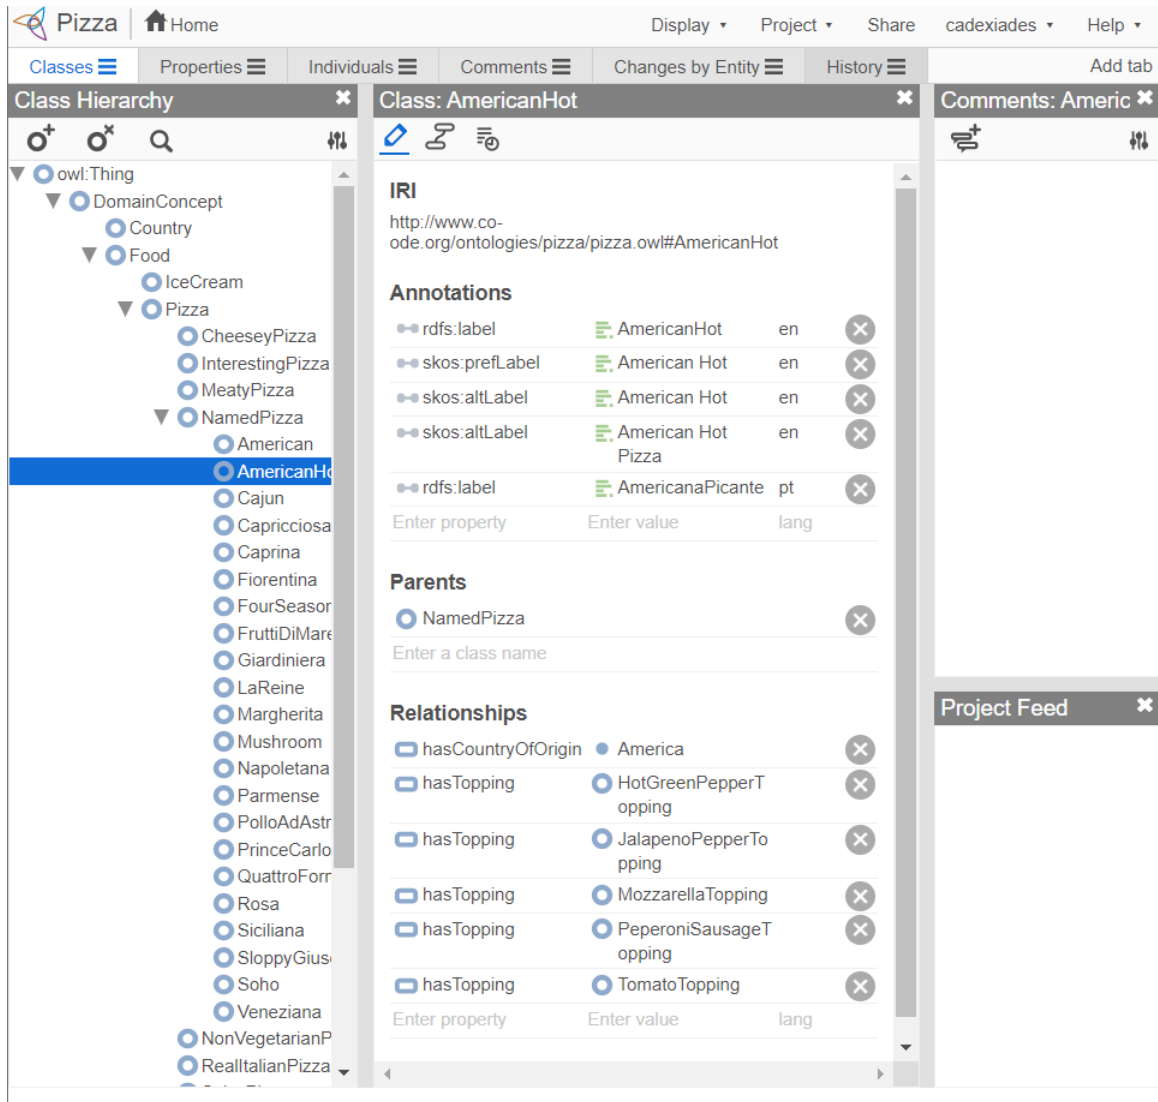 Pizza Home Display Project Share cadexiades Help
Classes Properties Individuals Comments Changes by Entity History Add tab
Class Hierarchy
owl:Thing
DomainConcept
Country
Food
IceCream
Pizza
CheeseyPizza
InterestingPizza
MeatyPizza
NamedPizza
American
AmericanHo
Cajun
Capricciosa
Caprina
Fiorentina
FourSeason
FruttiDiMare
Giardiniera
LaReine
Margherita
Mushroom
Napoletana
Parmense
PolloAdAstr
PrinceCarlo
QuattroForm
Rosa
Siciliana
SloppyGius
Soho
Veneziana
NonVegetarianP
RealItalianPizza
Class: AmericanHot
IRI
http://www.co-
ode.org/ontologies/pizza/pizza.owl#AmericanHot
Annotations
rdfs:label AmericanHot en
skos:prefLabel American Hot en
skos:altLabel American Hot en
skos:altLabel American Hot en
Pizza
rdfs:label AmericanaPicante pt
Enter property Enter value lang
Parents
NamedPizza
Enter a class name
Relationships
hasCountryOfOrigin America
hasTopping HotGreenPepperT
opping
hasTopping JalapenoPepperTo
pping
hasTopping MozzarellaTopping
hasTopping PeperoniSausageT
opping
hasTopping TomatoTopping
Enter property Enter value lang
Comments: Americ
Project Feed